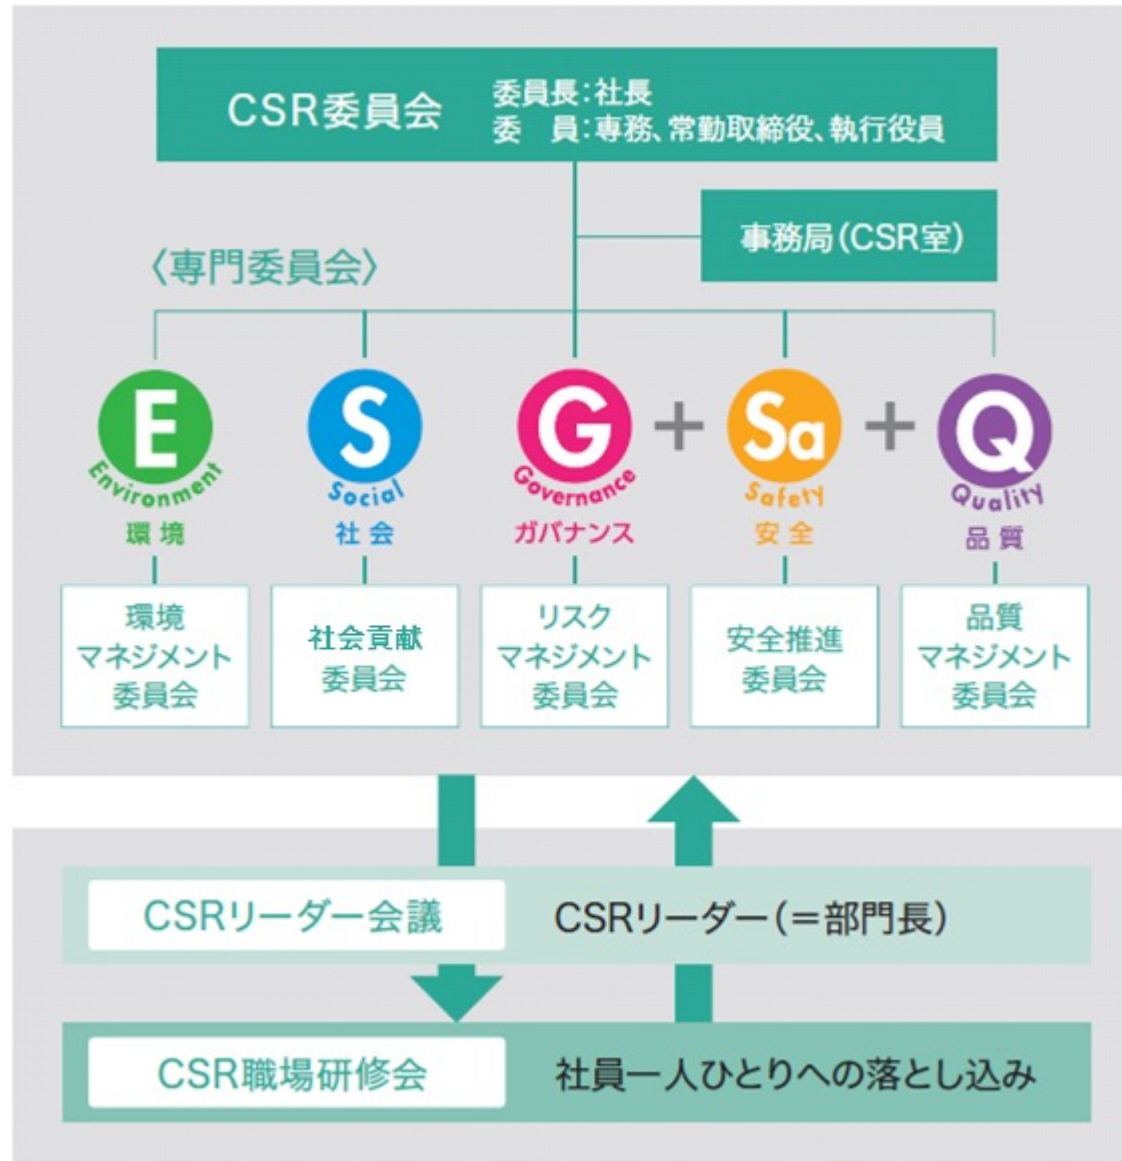 CSR委員会
委員長:社長
委　員:専務、常勤取締役、執行役員
事務局(CSR室)
〈専門委員会〉
E
Environment
環境
S
Social
社会
G
Governance
ガバナンス
+
Sa
Safety
安全
+
Q
Quality
品質
環境
マネジメント
委員会
社会貢献
委員会
リスク
マネジメント
委員会
安全推進
委員会
品質
マネジメント
委員会
CSRリーダー会議
CSRリーダー(=部門長)
CSR職場研修会
社員一人ひとりへの落とし込み